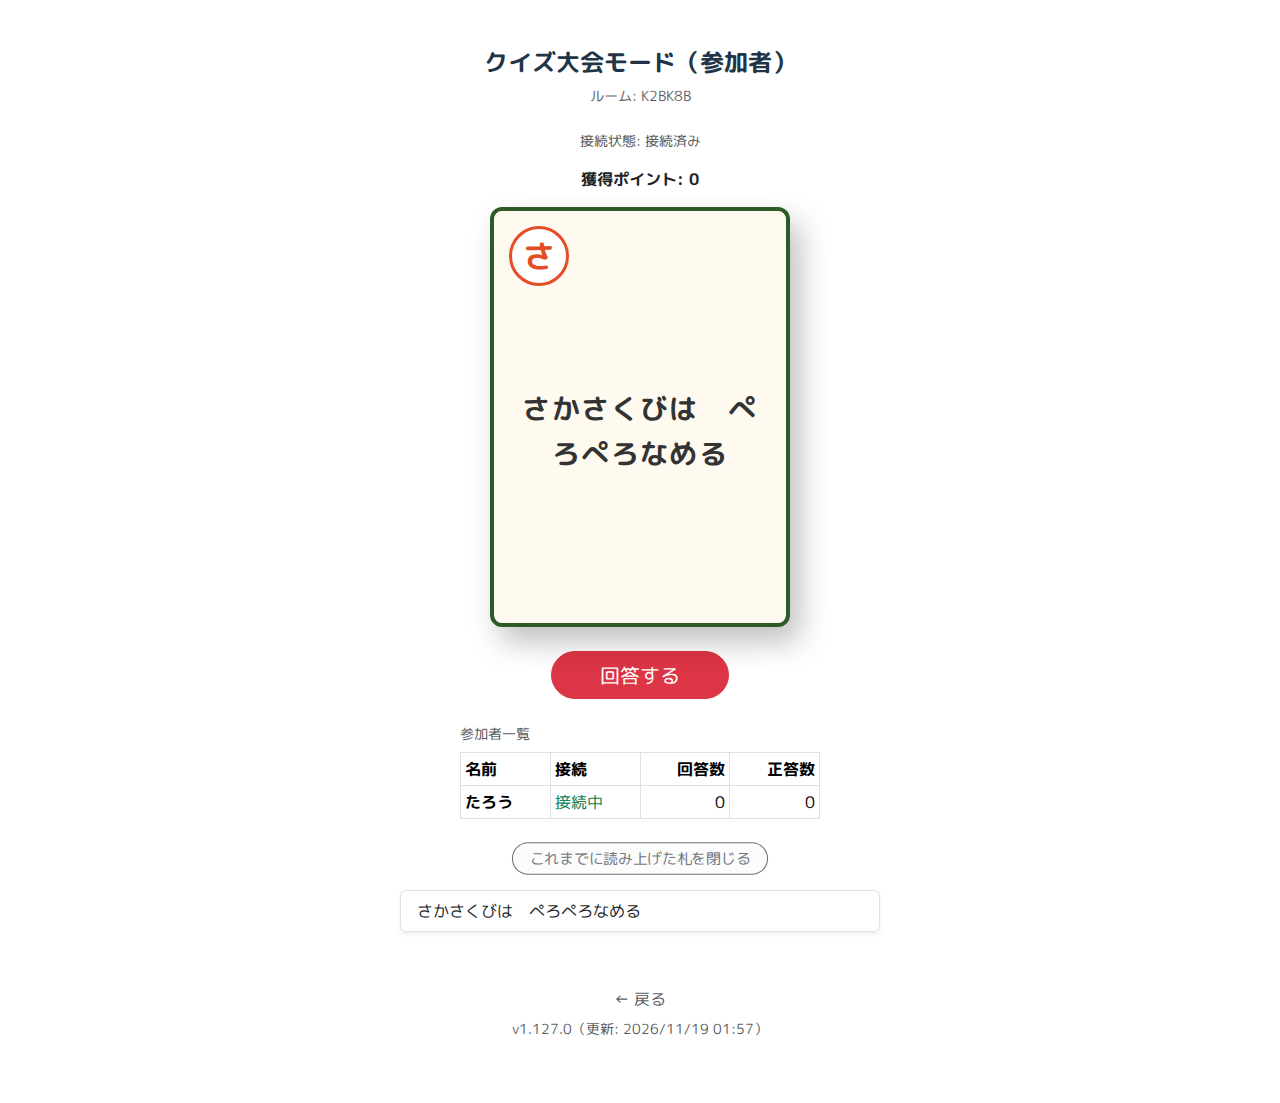 クイズ大会モード（参加者）
ルーム: K2BK8B
接続状態: 接続済み
獲得ポイント: 0
さ
さかさくびは　ペ
ろぺろなめる
回答する
参加者一覧
名前 接続 回答数 正答数
たろう 接続中 0 0
これまでに読み上げた札を閉じる
さかさくびは　ぺろぺろなめる
← 戻る
v1.127.0（更新: 2026/11/19 01:57）